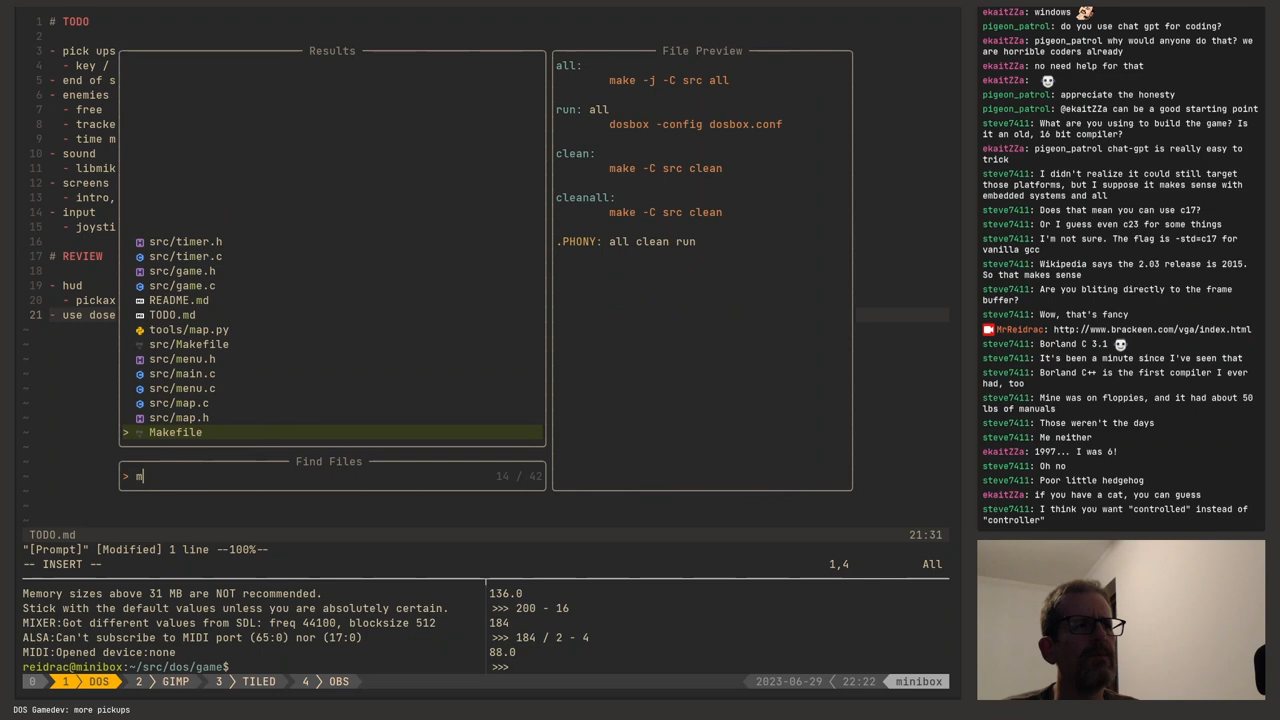 1 # TODO
2
3 - pick ups
4   - key /
5 - end of s
6 - enemies
7   - free
8   - tracke
9   - time m
10 - sound
11   - libmik
12 - screens
13   - intro,
14 - input
15   - joysti
16
17 # REVIEW
18
19 - hud
20   - pickax
21 - use dose
Results
src/timer.h
src/timer.c
src/game.h
src/game.c
README.md
TODO.md
tools/map.py
src/Makefile
src/menu.h
src/main.c
src/menu.c
src/map.c
src/map.h
> Makefile
Find Files
> m 14 / 42
File Preview
all:
make -j -C src all
run: all
dosbox -config dosbox.conf
clean:
make -C src clean
cleanall:
make -C src clean
.PHONY: all clean run
TODO.md 21:31
"[Prompt]" [Modified] 1 line --100%--
-- INSERT -- 1,4 All
Memory sizes above 31 MB are NOT recommended.
Stick with the default values unless you are absolutely certain.
MIXER:Got different values from SDL: freq 44100, blocksize 512
ALSA:Can't subscribe to MIDI port (65:0) nor (17:0)
MIDI:Opened device:none
reidrac@minibox:~/src/dos/game$
136.0
>>> 200 - 16
184
>>> 184 / 2 - 4
88.0
>>>
0 1 DOS 2 GIMP 3 TILED 4 OBS 2023-06-29 22:22 minibox
DOS Gamedev: more pickups
ekaitZZa: windows
pigeon_patrol: do you use chat gpt for coding?
ekaitZZa: pigeon_patrol why would anyone do that? we
are horrible coders already
ekaitZZa: no need help for that
ekaitZZa:
pigeon_patrol: appreciate the honesty
pigeon_patrol: @ekaitZZa can be a good starting point
steve7411: What are you using to build the game? Is
it an old, 16 bit compiler?
ekaitZZa: pigeon_patrol chat-gpt is really easy to
trick
steve7411: I didn't realize it could still target
those platforms, but I suppose it makes sense with
embedded systems and all
steve7411: Does that mean you can use c17?
steve7411: Or I guess even c23 for some things
steve7411: I'm not sure. The flag is -std=c17 for
vanilla gcc
steve7411: Wikipedia says the 2.03 release is 2015.
So that makes sense
steve7411: Are you bliting directly to the frame
buffer?
steve7411: Wow, that's fancy
MrReidrac: http://www.brackeen.com/vga/index.html
steve7411: Borland C 3.1
steve7411: It's been a minute since I've seen that
steve7411: Borland C++ is the first compiler I ever
had, too
steve7411: Mine was on floppies, and it had about 50
lbs of manuals
steve7411: Those weren't the days
steve7411: Me neither
ekaitZZa: 1997... I was 6!
steve7411: Oh no
steve7411: Poor little hedgehog
ekaitZZa: if you have a cat, you can guess
steve7411: I think you want "controlled" instead of
"controller"